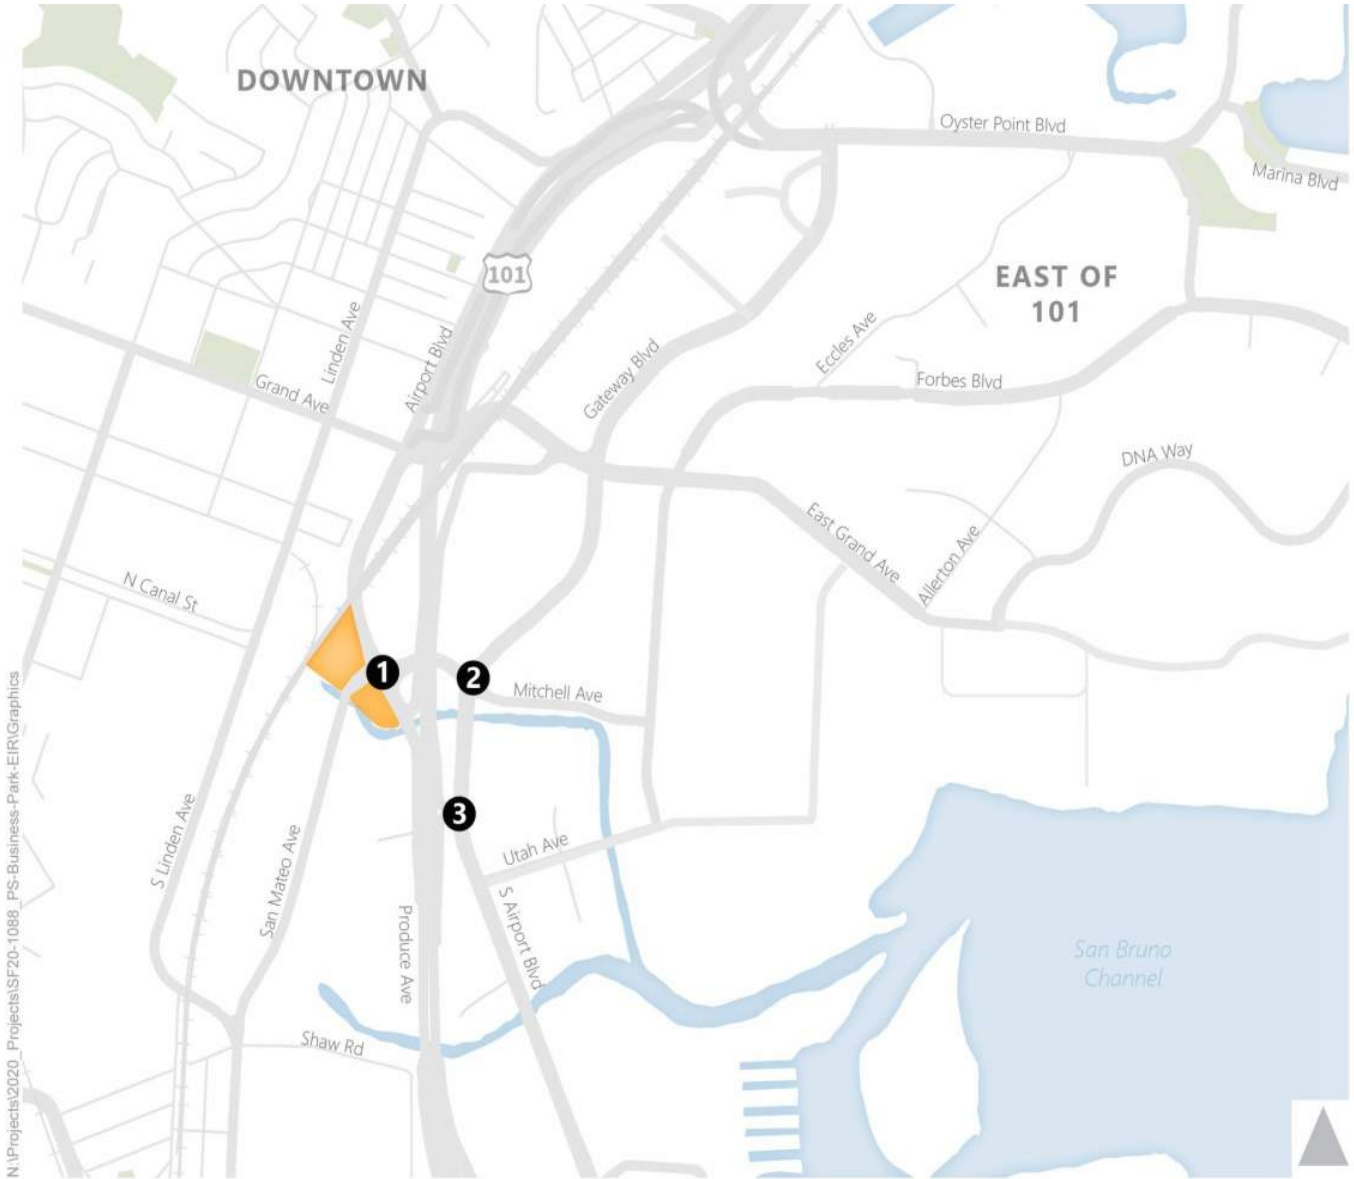 DOWNTOWN
Oyster Point Blvd
Marina Blvd
101
EAST OF
101
Linden Ave
Airport Blvd
Grand Ave
Gateway Blvd
Eccles Ave
Forbes Blvd
DNA Way
East Grand Ave
Allerton Ave
N Canal St
1
2
Mitchell Ave
3
Utah Ave
S Linden Ave
San Mateo Ave
Produce Ave
S Airport Blvd
San Bruno
Channel
Shaw Rd
N:\Projects\2020_Projects\SF20-1088_PS-Business-Park-EIR\Graphics